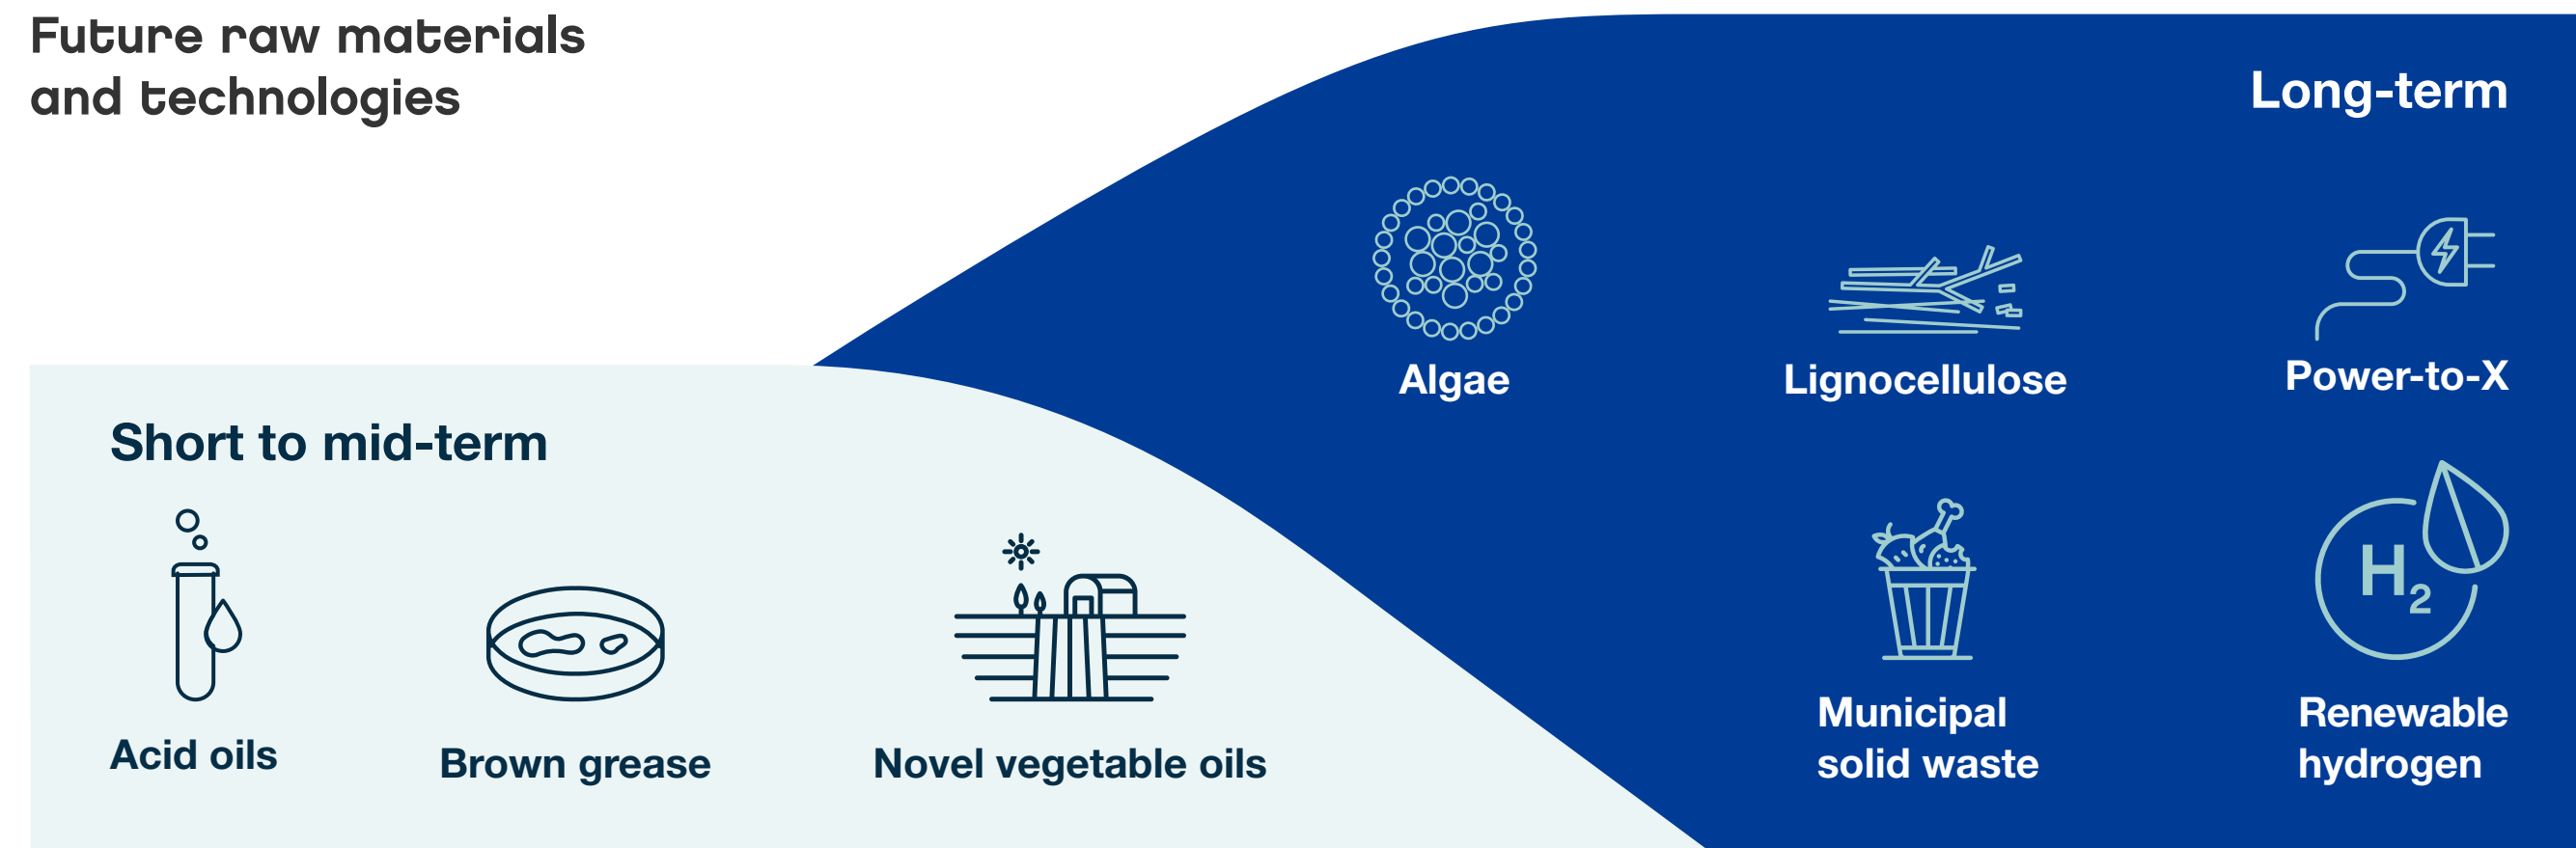 Future raw materials
and technologies
Long-term
Algae
Lignocellulose
Power-to-X
Short to mid-term
H2
Acid oils
Brown grease
Novel vegetable oils
Municipal
solid waste
Renewable
hydrogen